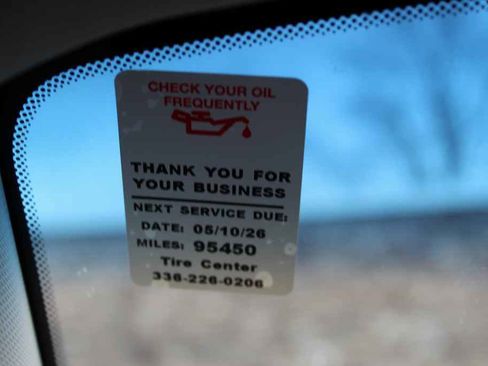 CHECK YOUR OIL
FREQUENTLY
THANK YOU FOR
YOUR BUSINESS
NEXT SERVICE DUE:
DATE: 05/10/26
MILES: 95450
Tire Center
336-226-0206